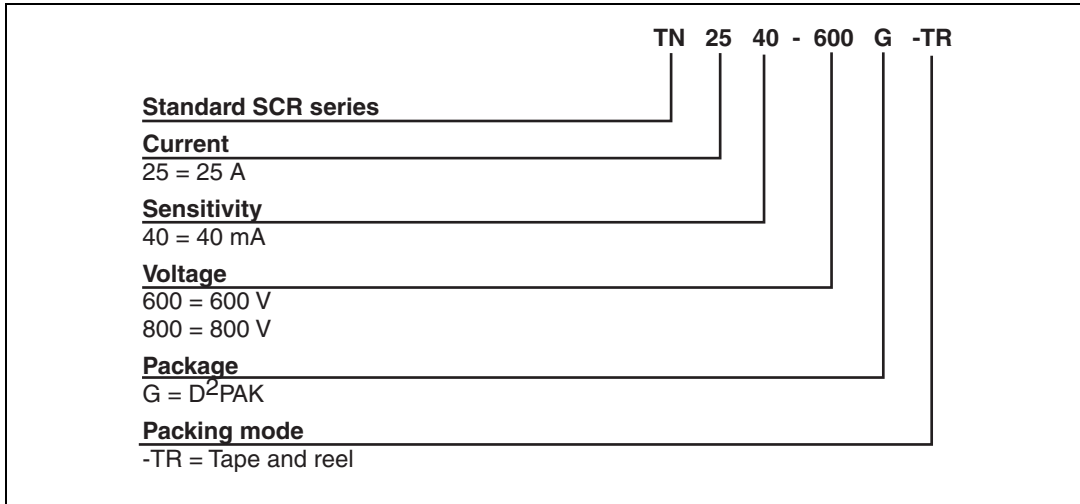 TN 25 40 - 600 G -TR
Standard SCR series
Current
25 = 25 A
Sensitivity
40 = 40 mA
Voltage
600 = 600 V
800 = 800 V
Package
G = D²PAK
Packing mode
-TR = Tape and reel